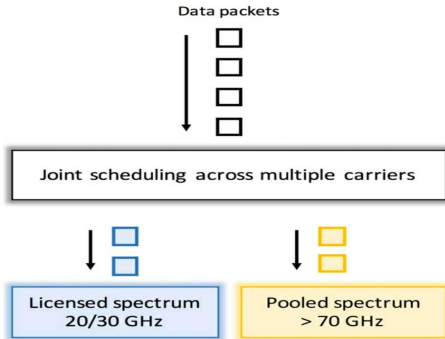 Data packets
Joint scheduling across multiple carriers
Licensed spectrum
20/30 GHz
Pooled spectrum
> 70 GHz